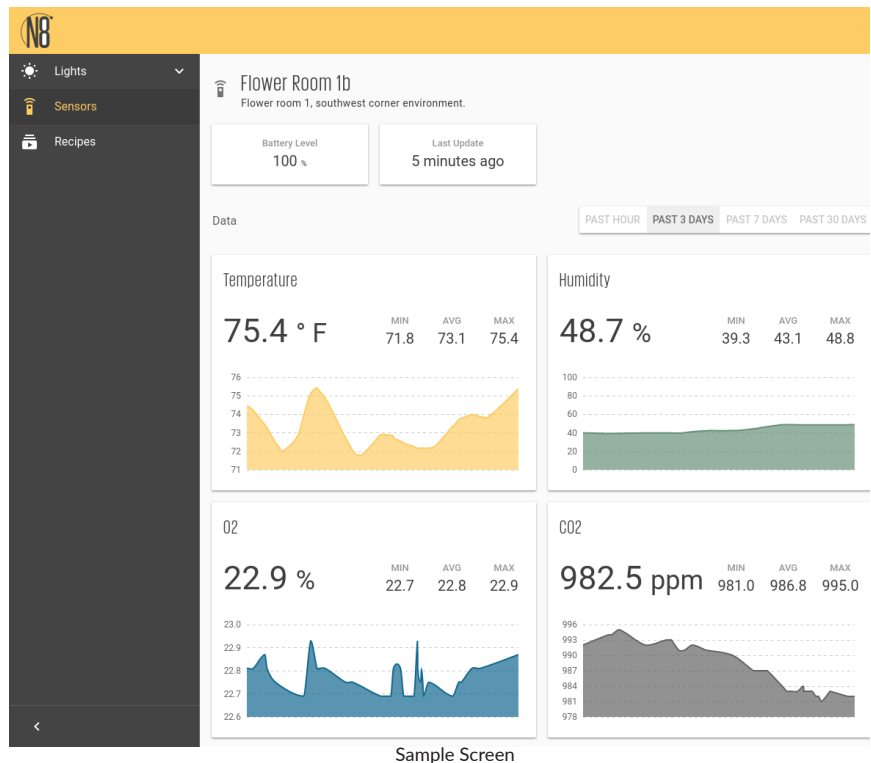 N8
Lights
Sensors
Recipes
Flower Room 1b
Flower room 1, southwest corner environment.
Battery Level
100 %
Last Update
5 minutes ago
Data
PAST HOUR PAST 3 DAYS PAST 7 DAYS PAST 30 DAYS
Temperature
75.4 ° F
MIN AVG MAX
71.8 73.1 75.4
76
75
74
73
72
71
Humidity
48.7 %
MIN AVG MAX
39.3 43.1 48.8
100
80
60
40
20
0
O2
22.9 %
MIN AVG MAX
22.7 22.8 22.9
23.0
22.9
22.8
22.7
22.6
CO2
982.5 ppm
MIN AVG MAX
981.0 986.8 995.0
996
993
990
987
984
981
978
Sample Screen